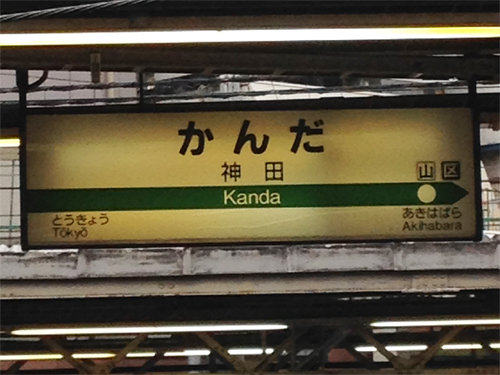 かんだ
神田
山 区
Kanda
とうきょう
Tōkyō
あきはばら
Akihabara